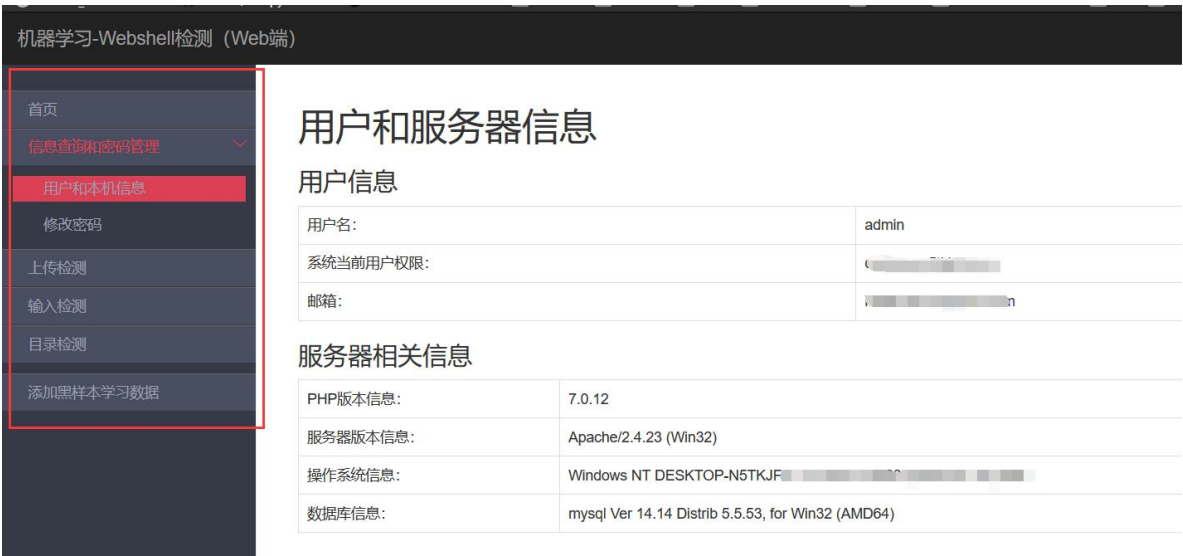 机器学习-Webshell检测（Web端）
首页
信息查询和密码管理
用户和本机信息
修改密码
上传检测
输入检测
目录检测
添加黑样本学习数据
用户和服务器信息
用户信息
用户名： admin
系统当前用户权限：
邮箱：
服务器相关信息
PHP版本信息： 7.0.12
服务器版本信息： Apache/2.4.23 (Win32)
操作系统信息： Windows NT
数据库信息： mysql Ver 14.14 Distrib 5.5.53, for Win32 (AMD64)